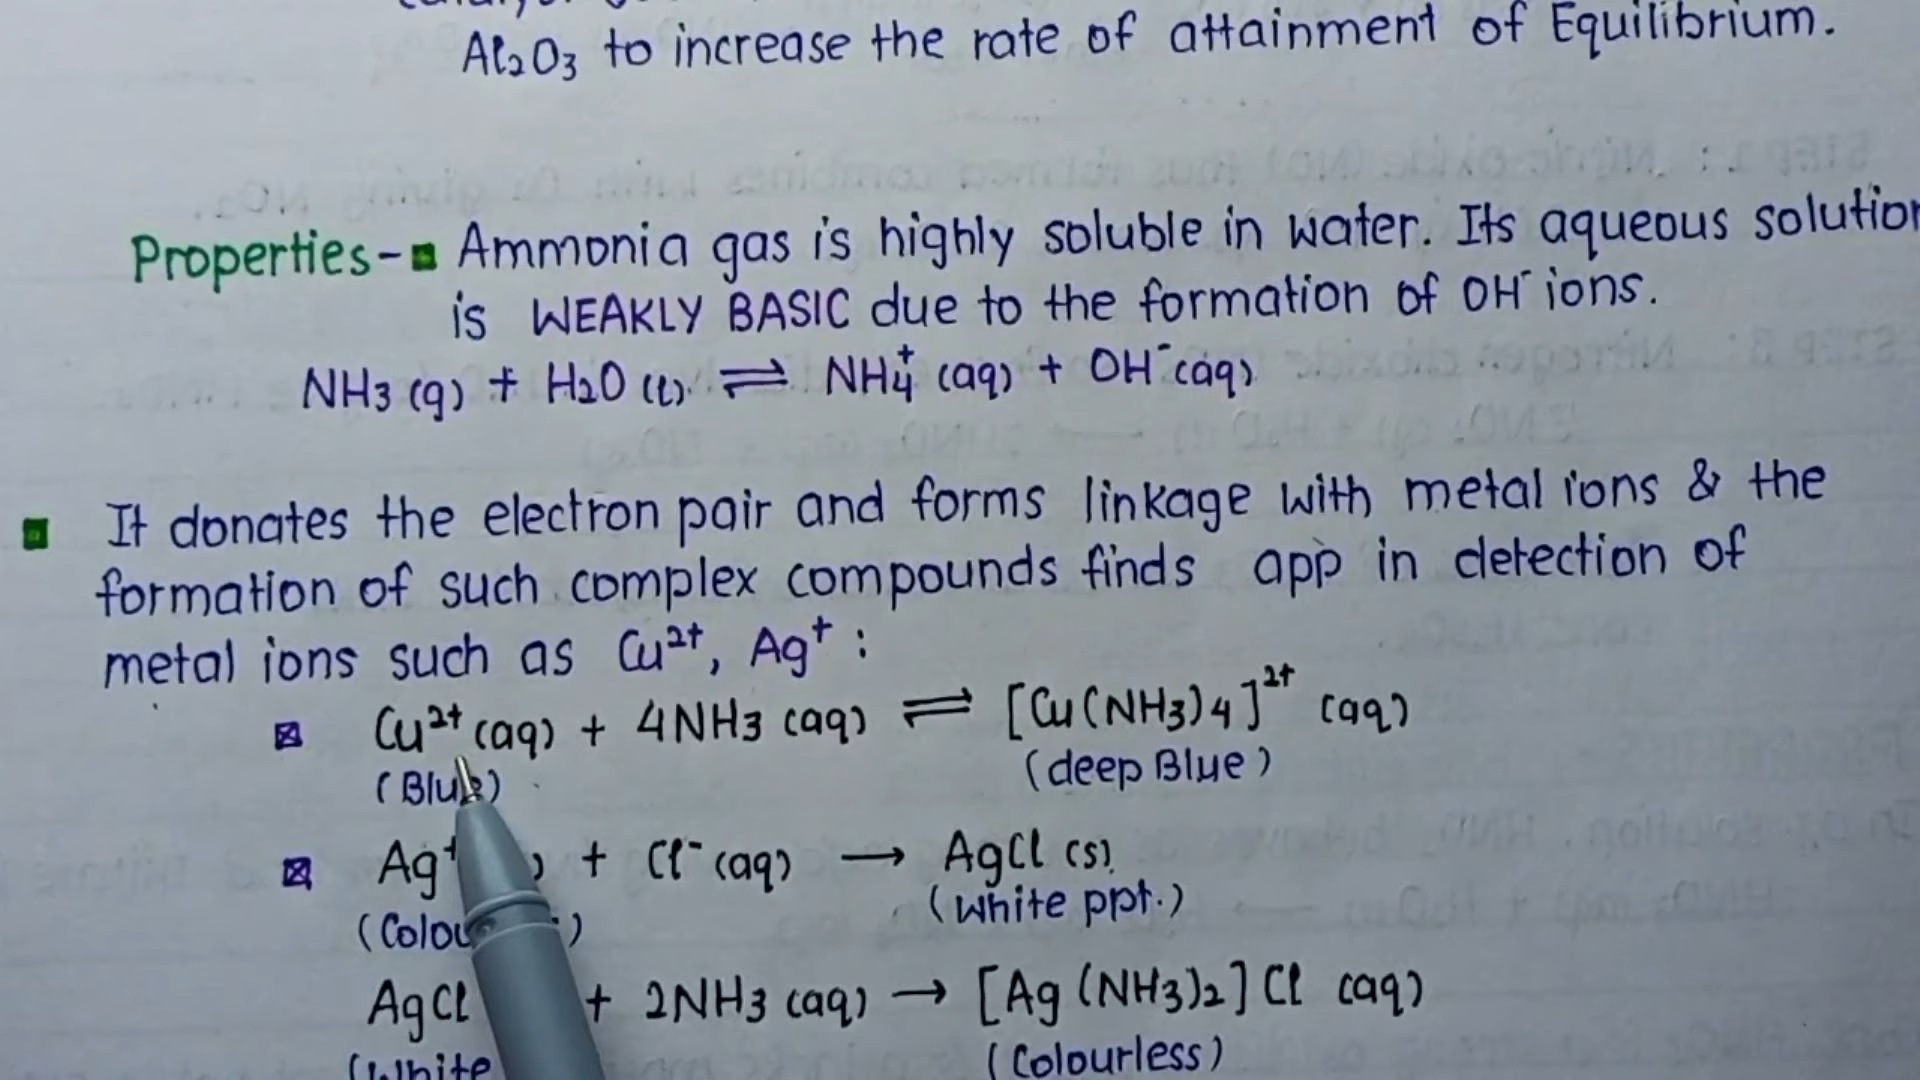 Al₂O₃ to increase the rate of attainment of Equilibrium.
Properties-▪ Ammonia gas is highly soluble in water. Its aqueous solution
is WEAKLY BASIC due to the formation of OH⁻ ions.
NH₃ (g) + H₂O (l) ⇌ NH₄⁺ (aq) + OH⁻ (aq)
▪ It donates the electron pair and forms linkage with metal ions & the
formation of such complex compounds finds app in detection of
metal ions such as Cu²⁺, Ag⁺ :
Cu²⁺ (aq) + 4NH₃ (aq) ⇌ [Cu(NH₃)₄]²⁺ (aq)
(Blue) (deep Blue)
Ag⁺ + Cl⁻ (aq) → AgCl (s)
(White ppt.)
AgCl + 2NH₃ (aq) → [Ag (NH₃)₂] Cl (aq)
(White (Colourless)